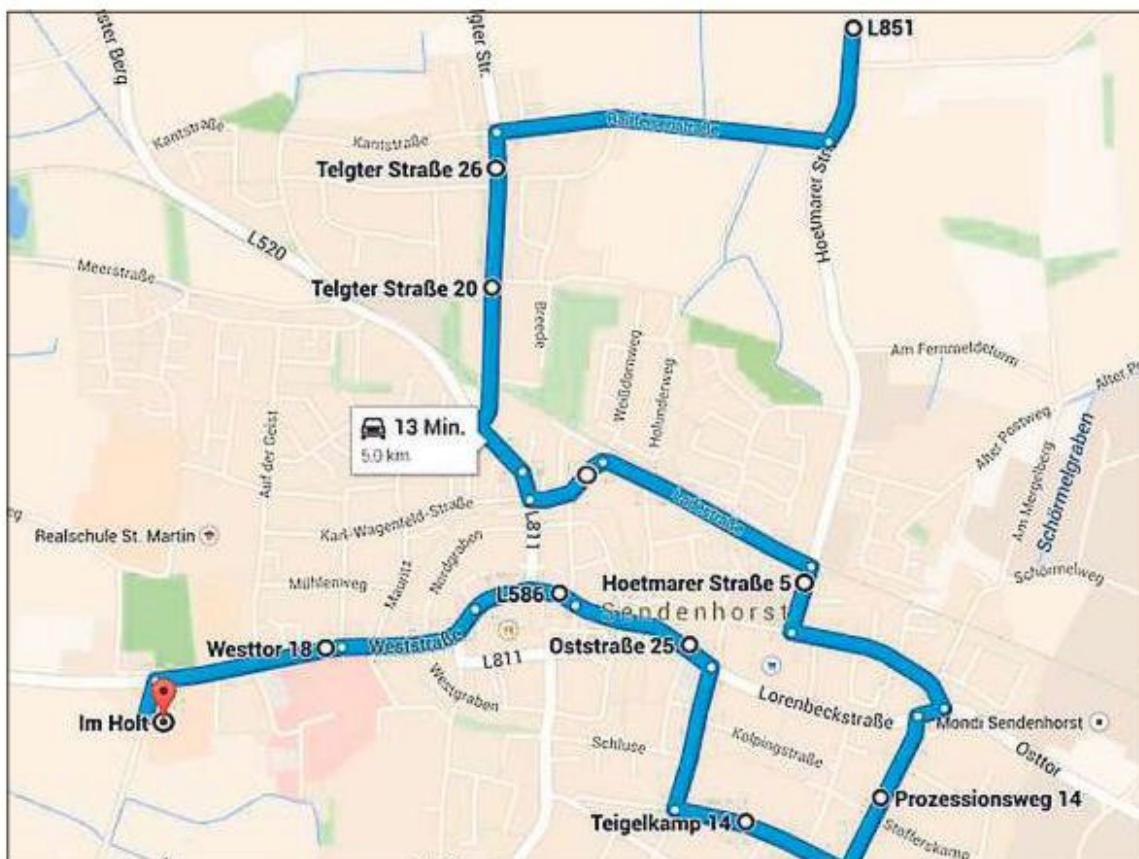 L851
Telgter Str.
Kantstraße
Kantstraße
Telgter Straße 26
Hoetmarer Str.
L520
Meerstraße
Telgter Straße 20
Breede
Weißdornweg
Holunderweg
Am Fernmeldeturm
Alter Postweg
Am Mergelberg
Schörmelgraben
13 Min.
5.0 km
Auf der Geist
Karl-Wagenfeld-Straße
L811
Realschule St. Martin
Nordgraben
Mauritz
Mühlenweg
Schörmelweg
Hoetmarer Straße 5
L586
Sendenhorst
Westtor 18
Weststraße
L811
Oststraße 25
Westgraben
Lorenbeckstraße
Im Holt
Mondi Sendenhorst
Kolpingstraße
Schluse
Osttor
Prozessionsweg 14
Teigelkamp 14